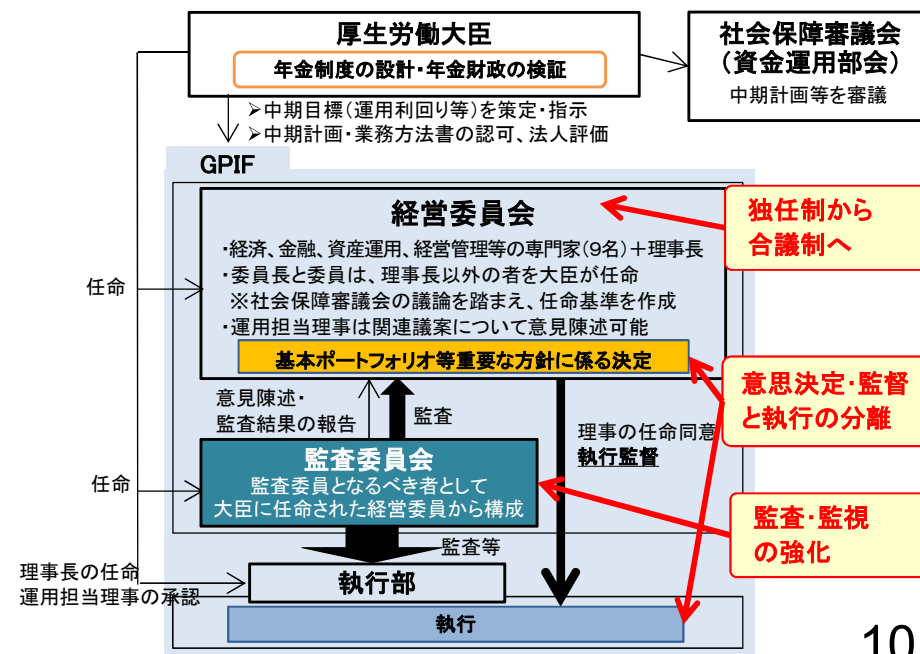 厚生労働大臣
年金制度の設計・年金財政の検証
社会保障審議会
（資金運用部会）
中期計画等を審議
➢中期目標（運用利回り等）を策定・指示
➢中期計画・業務方法書の認可、法人評価
GPIF
経営委員会
・経済、金融、資産運用、経営管理等の専門家（9名）＋理事長
・委員長と委員は、理事長以外の者を大臣が任命
※社会保障審議会の議論を踏まえ、任命基準を作成
・運用担当理事は関連議案について意見陳述可能
基本ポートフォリオ等重要な方針に係る決定
独任制から
合議制へ
任命
意見陳述・
監査結果の報告
監査
理事の任命同意
執行監督
意思決定・監督
と執行の分離
監査委員会
監査委員となるべき者として
大臣に任命された経営委員から構成
任命
監査・監視
の強化
監査等
理事長の任命
運用担当理事の承認
執行部
執行
10